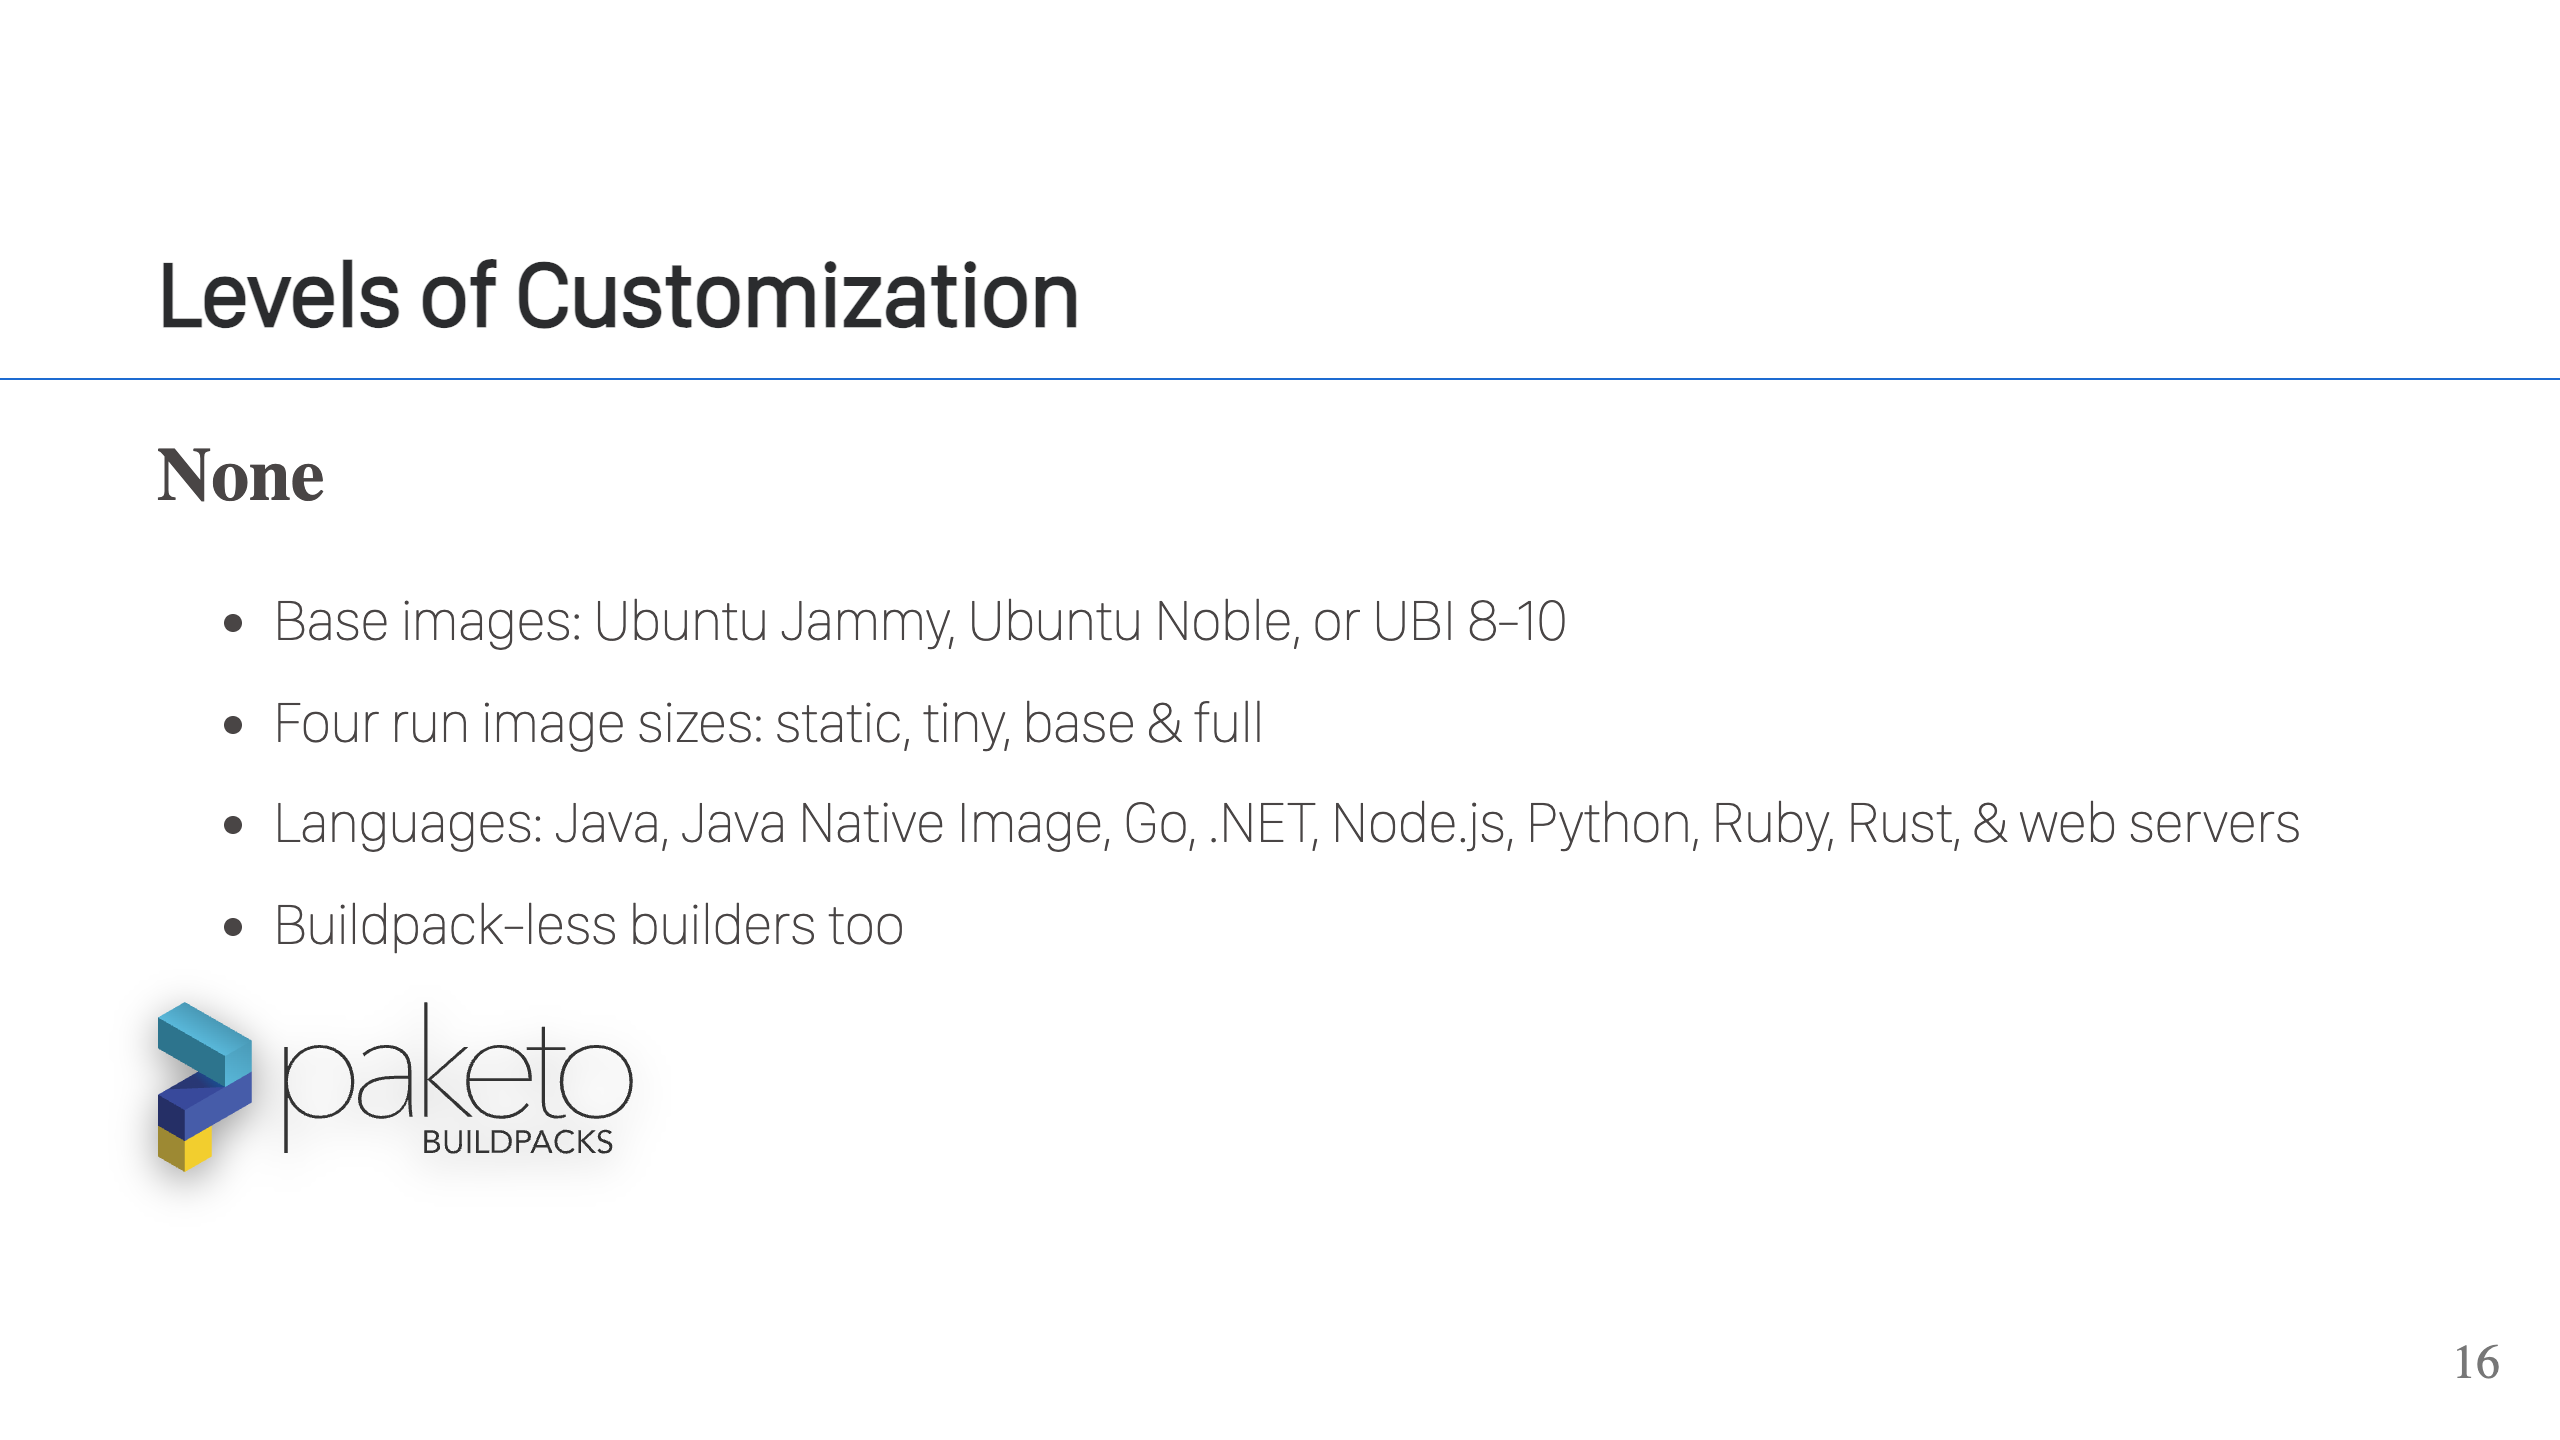 Levels of Customization
None
• Base images: Ubuntu Jammy, Ubuntu Noble, or UBI 8-10
• Four run image sizes: static, tiny, base & full
• Languages: Java, Java Native Image, Go, .NET, Node.js, Python, Ruby, Rust, & web servers
• Buildpack-less builders too
paketo
BUILDPACKS
16